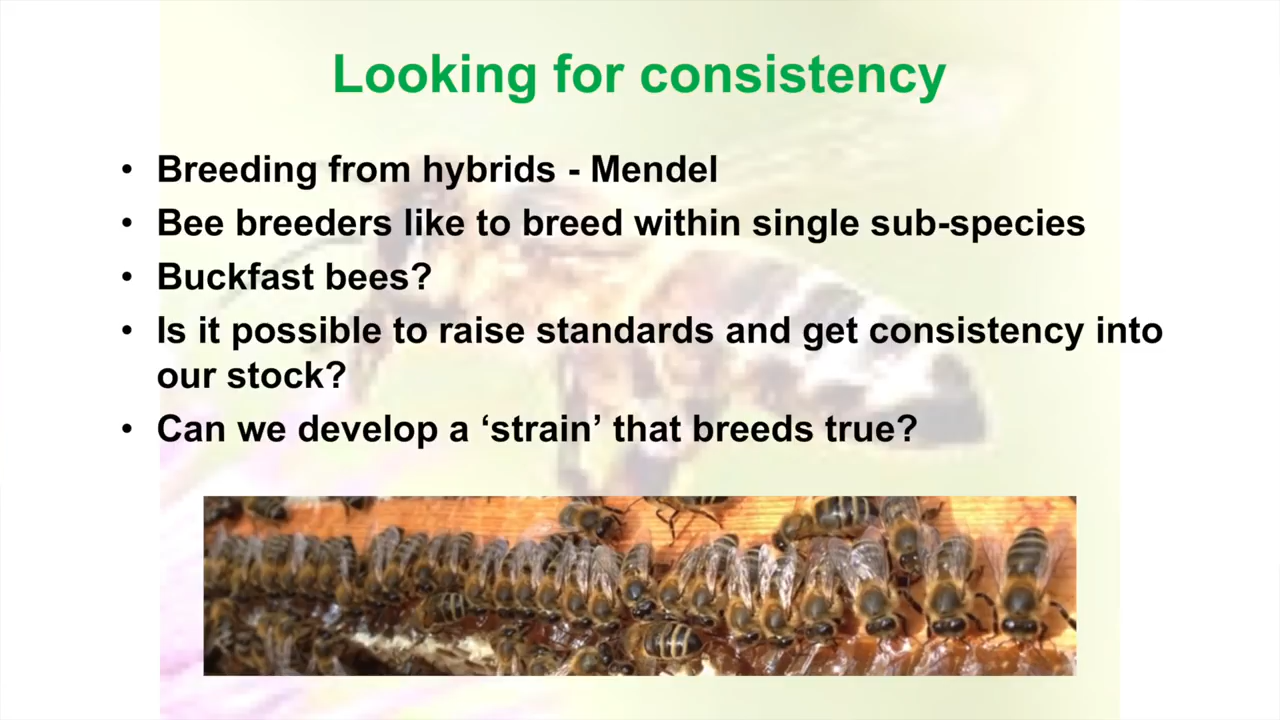 Looking for consistency
• Breeding from hybrids - Mendel
• Bee breeders like to breed within single sub-species
• Buckfast bees?
• Is it possible to raise standards and get consistency into
our stock?
• Can we develop a ‘strain’ that breeds true?